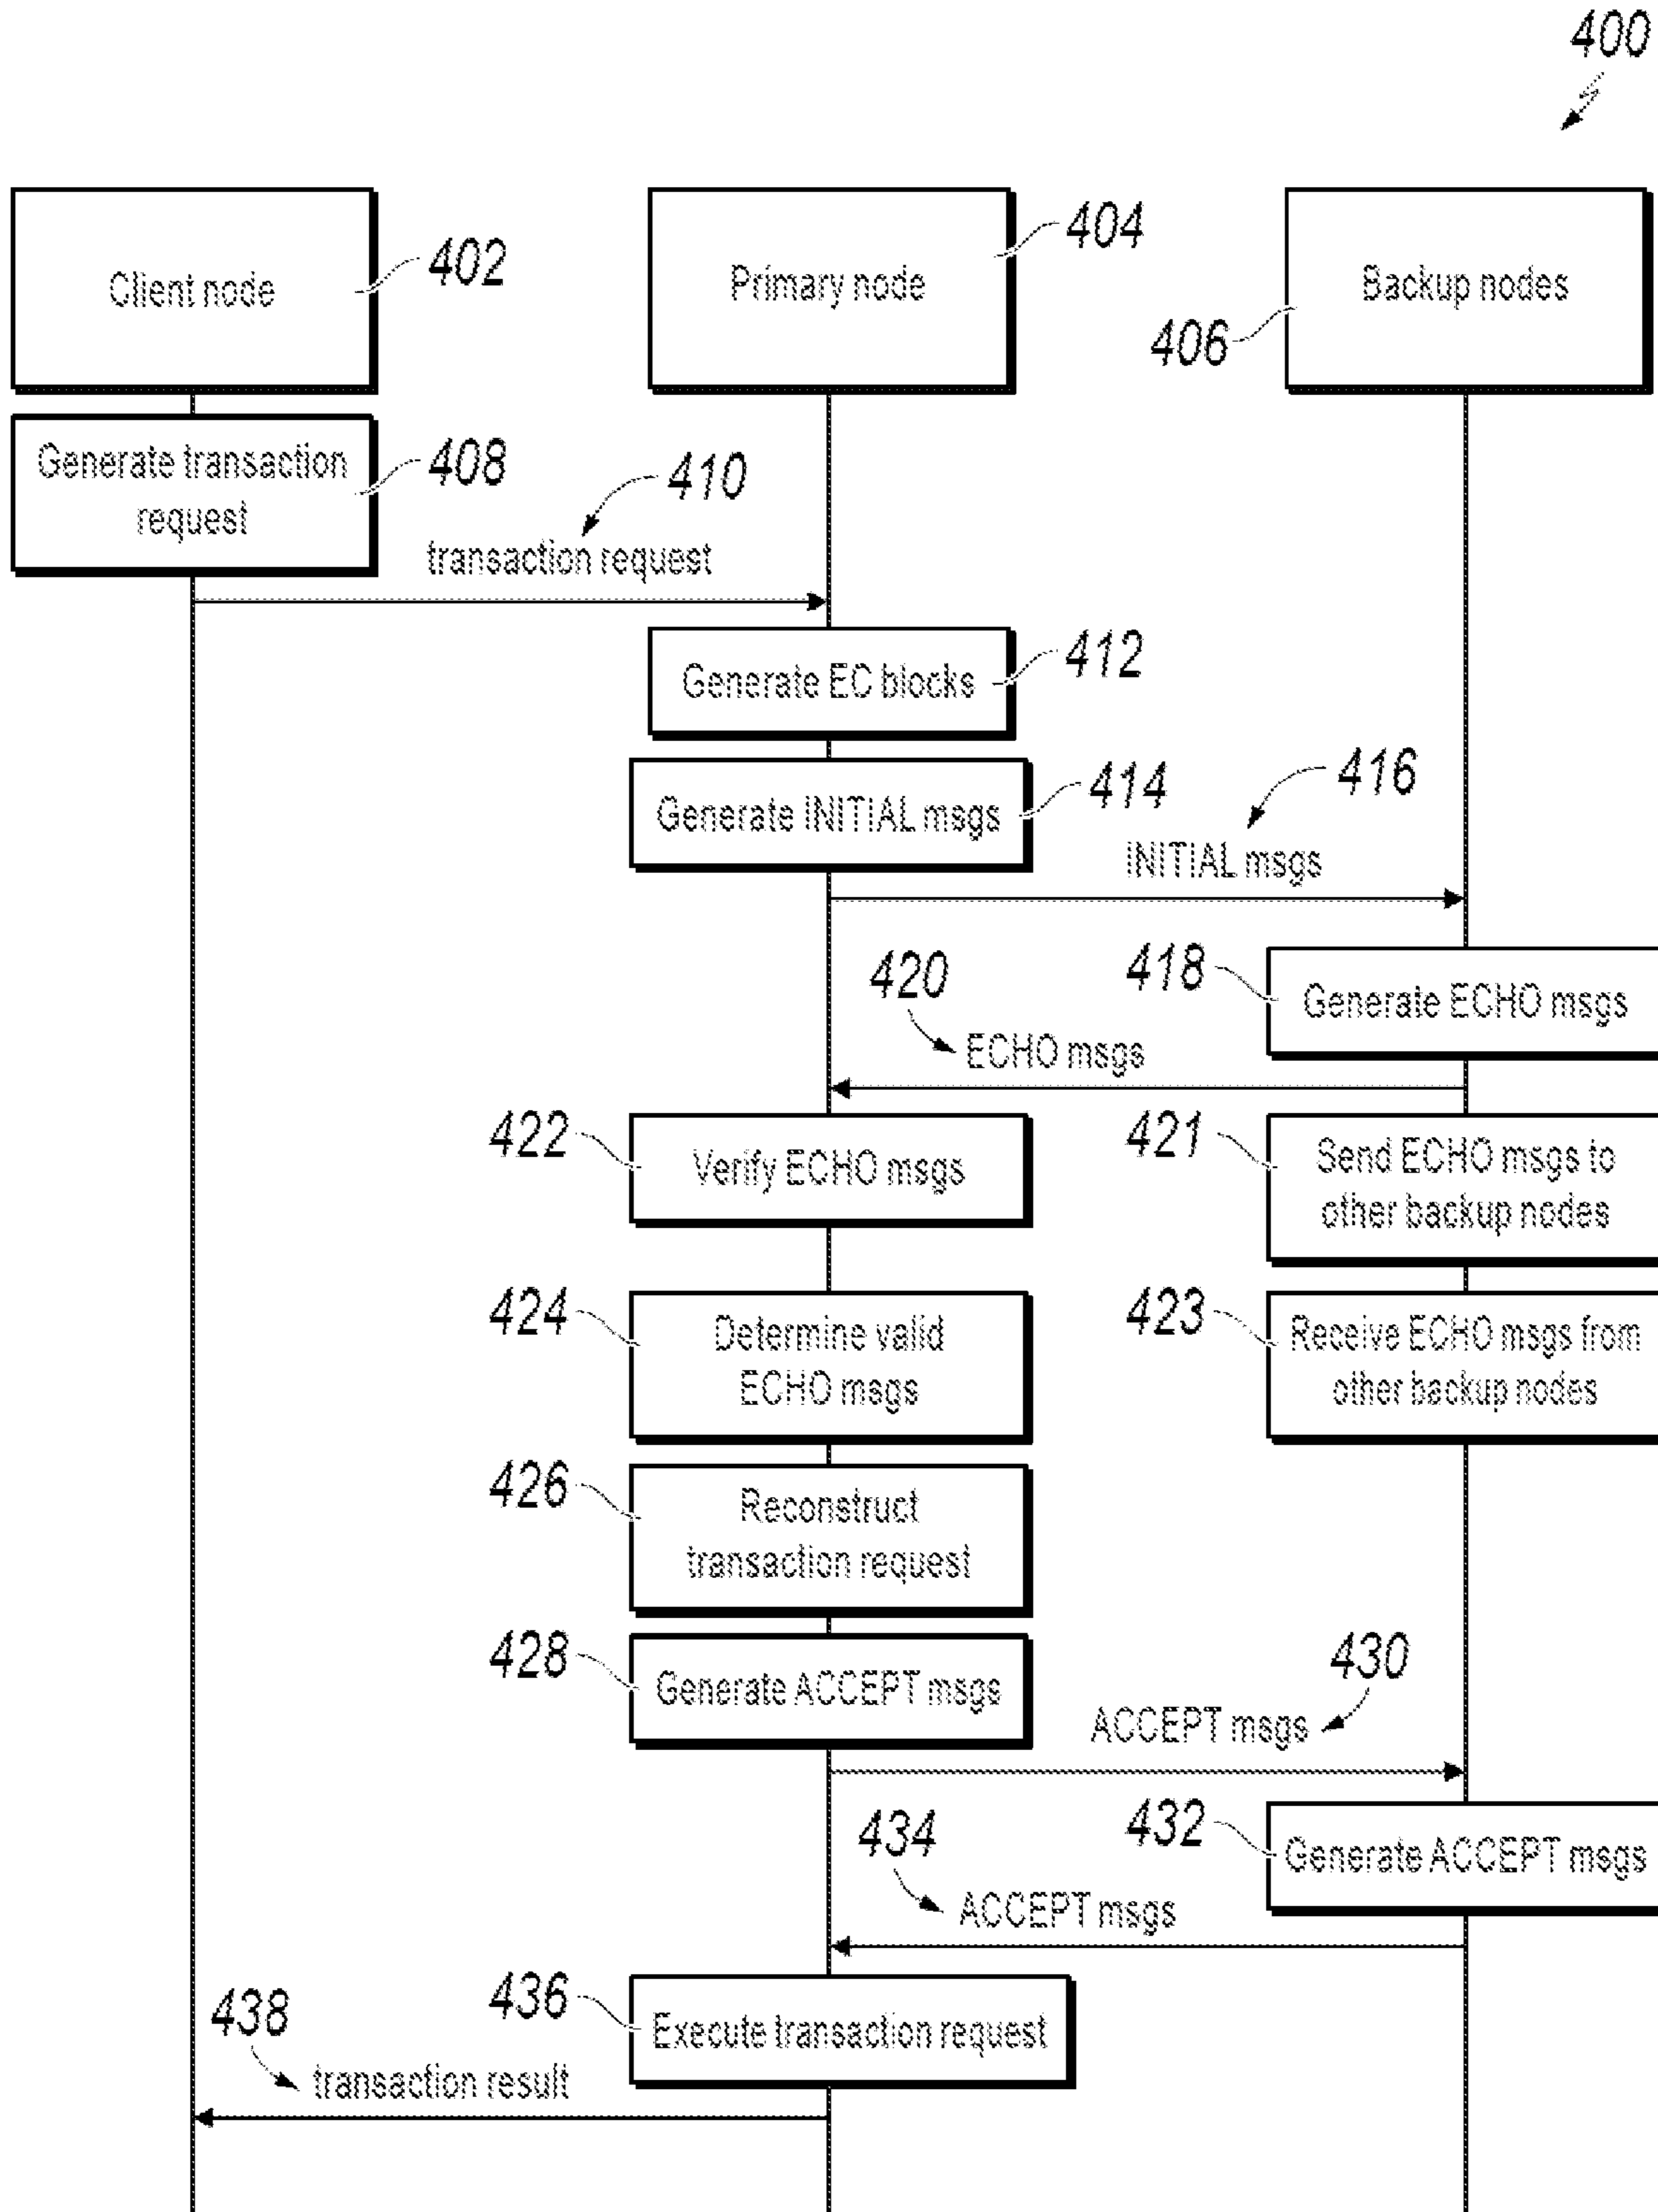 400
Client node
402
Primary node
404
Backup nodes
406
Generate transaction
request
408
410
transaction request
Generate EC blocks
412
Generate INITIAL msgs
414
416
INITIAL msgs
418
Generate ECHO msgs
420
ECHO msgs
422
Verify ECHO msgs
421
Send ECHO msgs to
other backup nodes
424
Determine valid
ECHO msgs
423
Receive ECHO msgs from
other backup nodes
426
Reconstruct
transaction request
428
Generate ACCEPT msgs
430
ACCEPT msgs
432
Generate ACCEPT msgs
434
ACCEPT msgs
436
Execute transaction request
438
transaction result